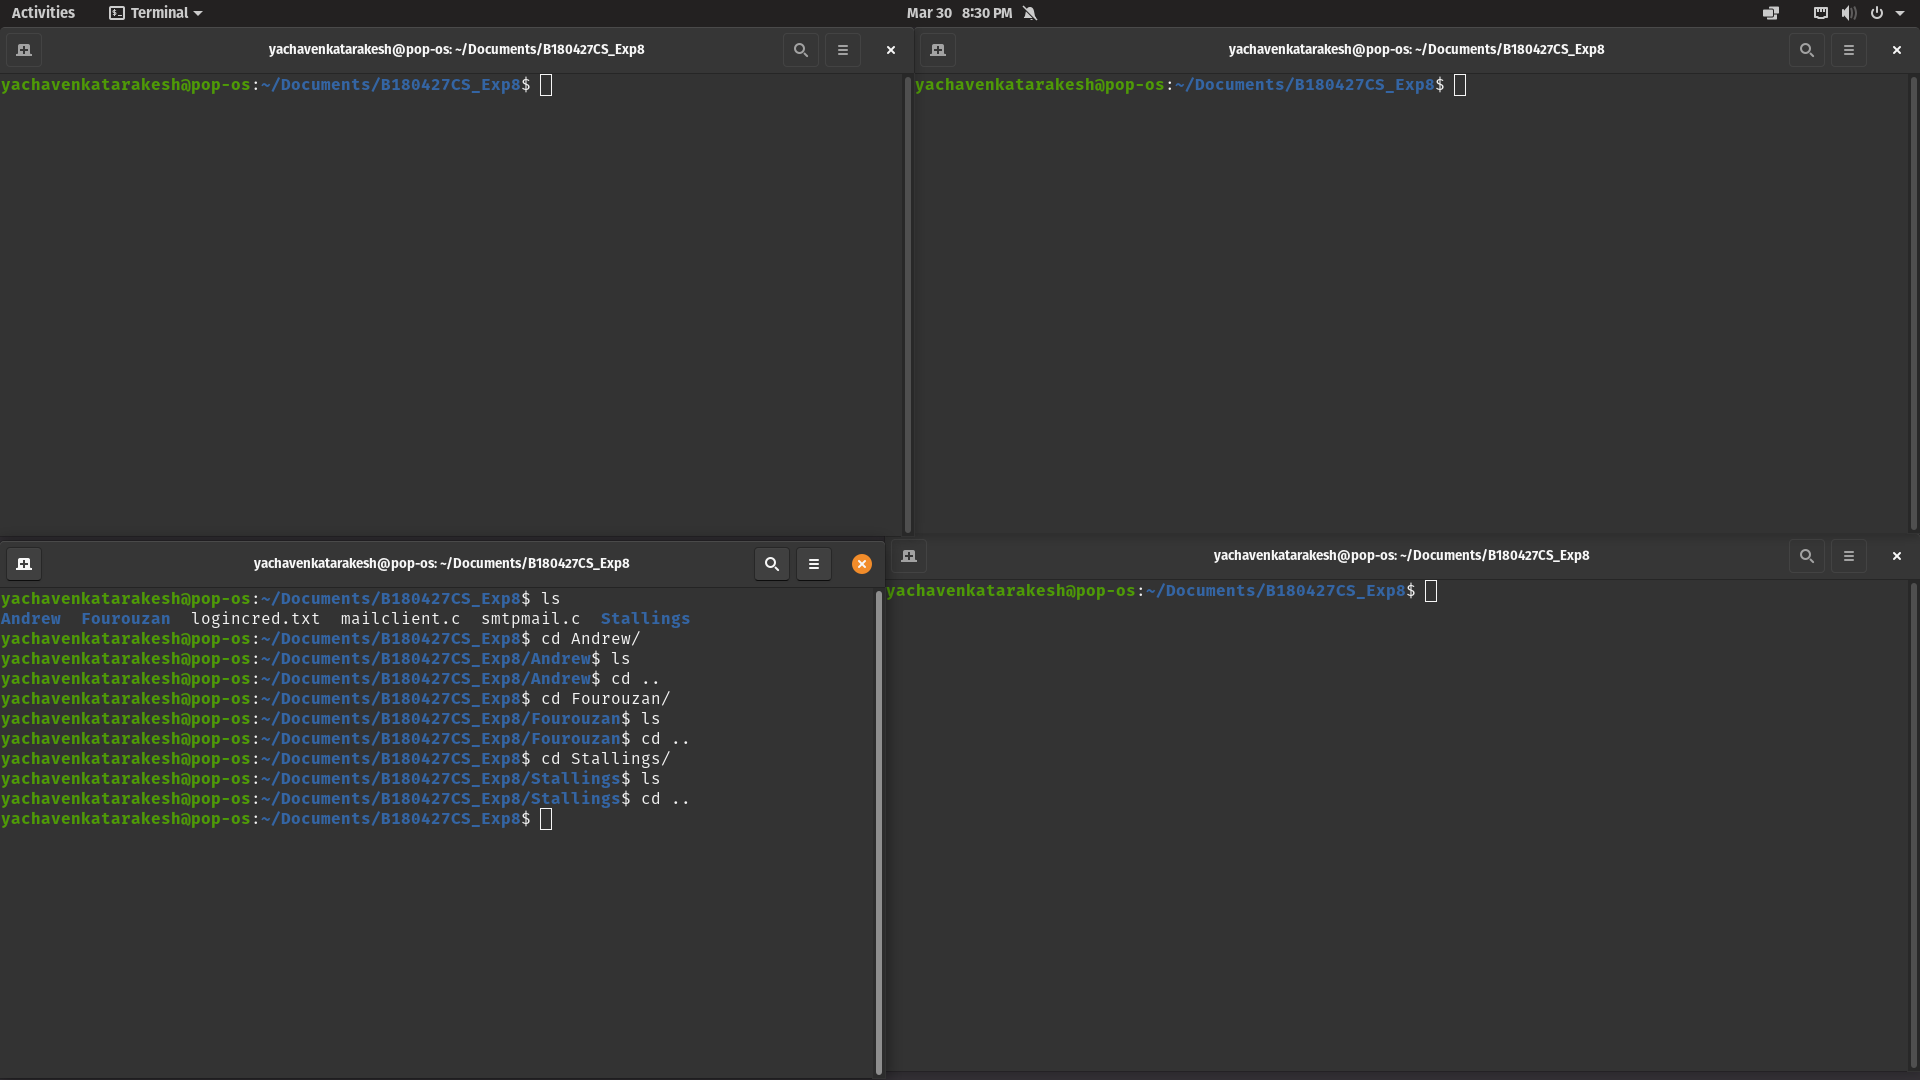 Activities Terminal Mar 30 8:30 PM
yachavenkatarakesh@pop-os: ~/Documents/B180427CS_Exp8
yachavenkatarakesh@pop-os:~/Documents/B180427CS_Exp8$
yachavenkatarakesh@pop-os: ~/Documents/B180427CS_Exp8
yachavenkatarakesh@pop-os:~/Documents/B180427CS_Exp8$
yachavenkatarakesh@pop-os: ~/Documents/B180427CS_Exp8
yachavenkatarakesh@pop-os:~/Documents/B180427CS_Exp8$ ls
Andrew  Fourouzan  logincred.txt  mailclient.c  smtpmail.c  Stallings
yachavenkatarakesh@pop-os:~/Documents/B180427CS_Exp8$ cd Andrew/
yachavenkatarakesh@pop-os:~/Documents/B180427CS_Exp8/Andrew$ ls
yachavenkatarakesh@pop-os:~/Documents/B180427CS_Exp8/Andrew$ cd ..
yachavenkatarakesh@pop-os:~/Documents/B180427CS_Exp8$ cd Fourouzan/
yachavenkatarakesh@pop-os:~/Documents/B180427CS_Exp8/Fourouzan$ ls
yachavenkatarakesh@pop-os:~/Documents/B180427CS_Exp8/Fourouzan$ cd ..
yachavenkatarakesh@pop-os:~/Documents/B180427CS_Exp8$ cd Stallings/
yachavenkatarakesh@pop-os:~/Documents/B180427CS_Exp8/Stallings$ ls
yachavenkatarakesh@pop-os:~/Documents/B180427CS_Exp8/Stallings$ cd ..
yachavenkatarakesh@pop-os:~/Documents/B180427CS_Exp8$
yachavenkatarakesh@pop-os: ~/Documents/B180427CS_Exp8
yachavenkatarakesh@pop-os:~/Documents/B180427CS_Exp8$